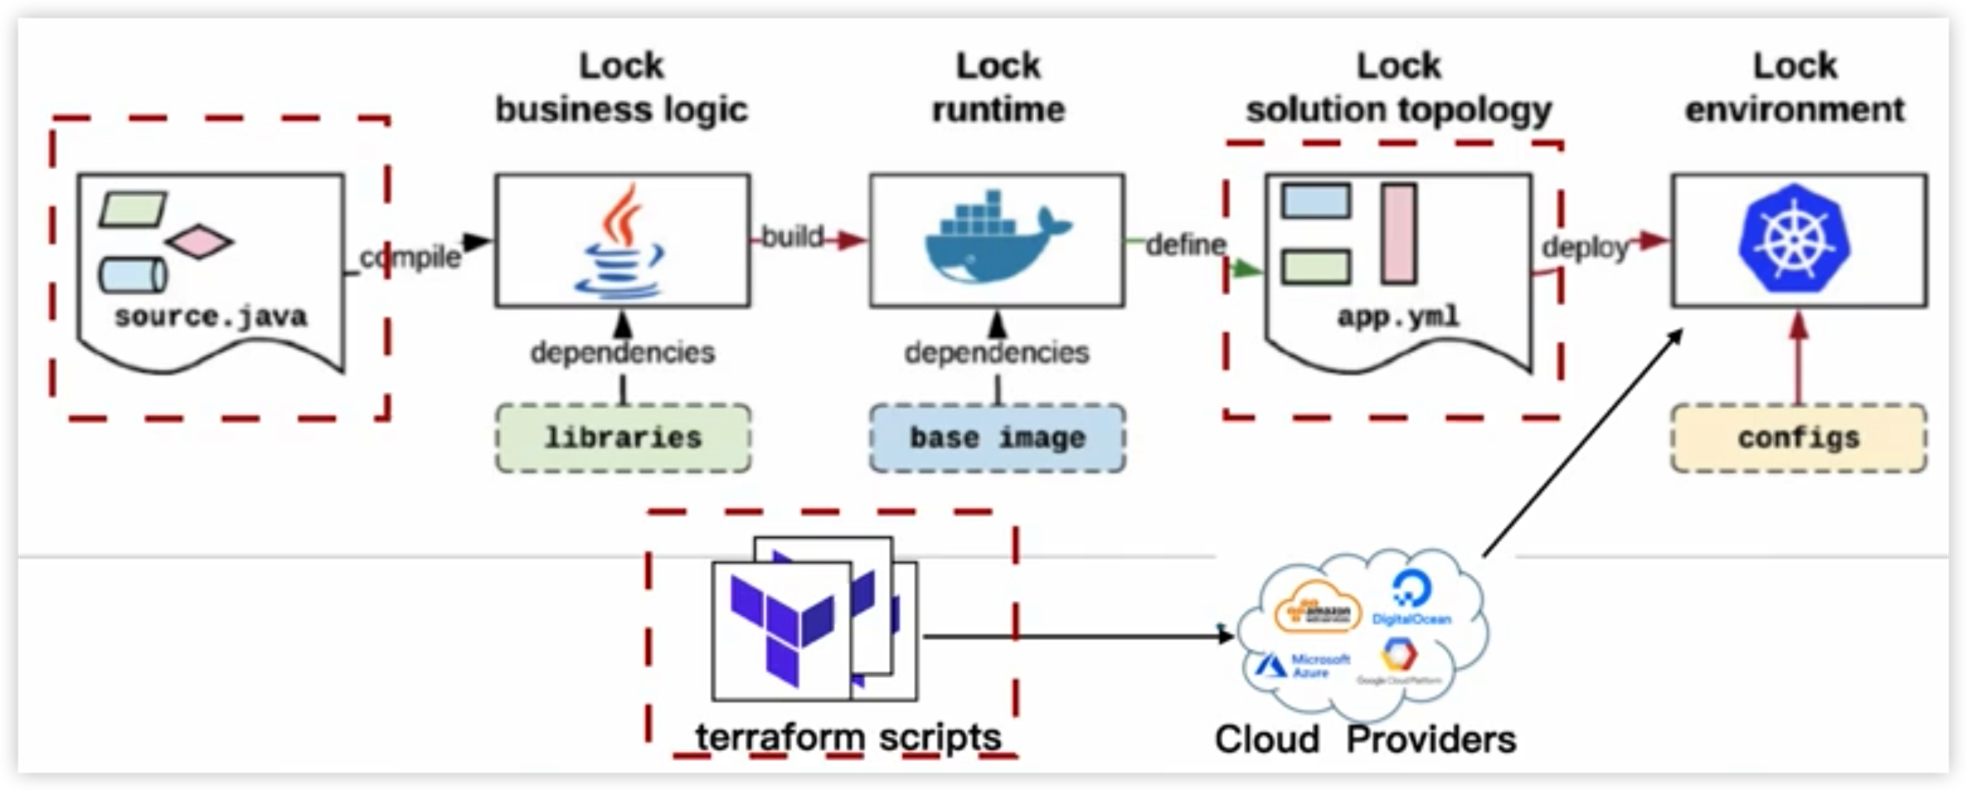 Lock
business logic
Lock
runtime
Lock
solution topology
Lock
environment
source.java
compile
build
define
app.yml
deploy
dependencies
dependencies
libraries
base image
configs
terraform scripts
amazon
DigitalOcean
Microsoft
Azure
Google Cloud Platform
Cloud Providers